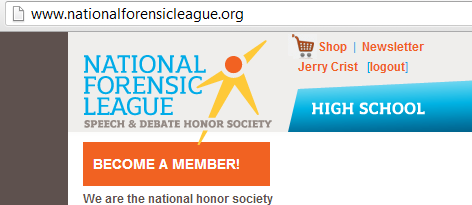 www.nationalforensicleague.org
Shop | Newsletter
Jerry Crist [logout]
NATIONAL
FORENSIC
LEAGUE
SPEECH & DEBATE HONOR SOCIETY
HIGH SCHOOL
BECOME A MEMBER!
We are the national honor society